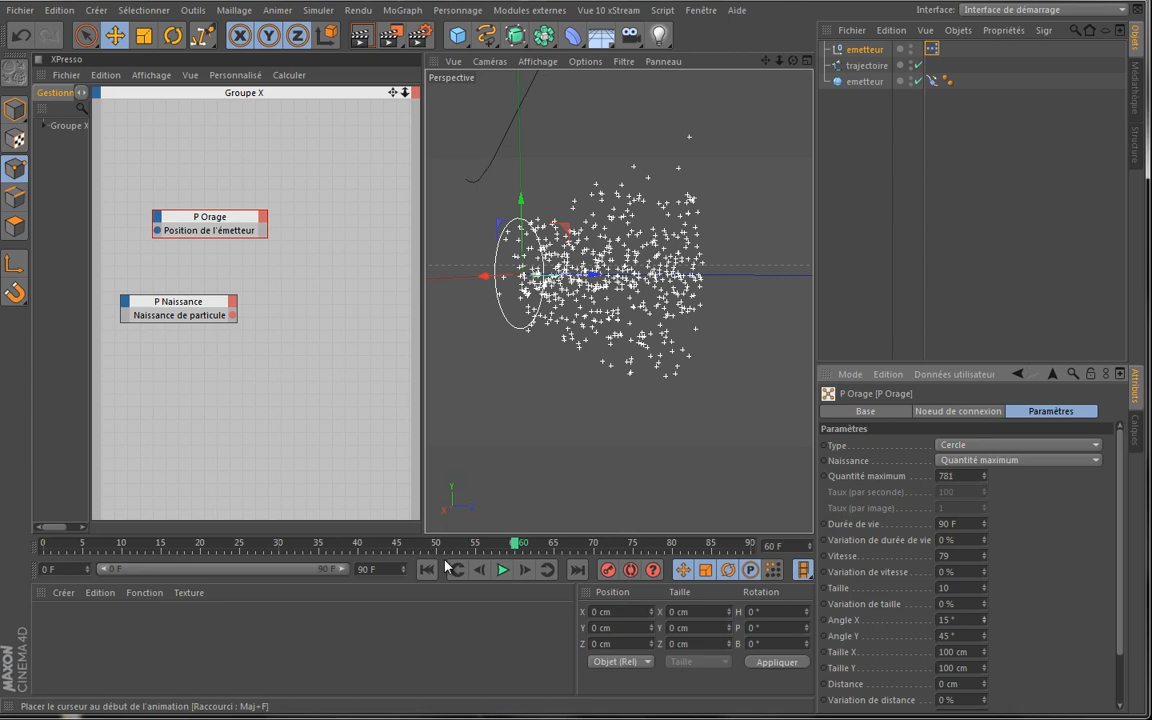 Fichier Edition Créer Sélectionner Outils Maillage Animer Simuler Rendu MoGraph Personnage Modules externes Vue 10 xStream Script Fenêtre Aide Interface: Interface de démarrage
XPresso
Fichier Edition Affichage Vue Personnalisé Calculer
Gestionn
Groupe X
Groupe X
P Orage
Position de l'émetteur
P Naissance
Naissance de particule
Vue Caméras Affichage Options Filtre Panneau
Perspective
Y
X
Fichier Edition Vue Objets Propriétés Sigr
emetteur
trajectoire
emetteur
Objets
Médiathèque
Structure
Mode Edition Données utilisateur
P Orage [P Orage]
Base Noeud de connexion Paramètres
Paramètres
Type Cercle
Naissance Quantité maximum
Quantité maximum 781
Taux (par seconde) 100
Taux (par image) 1
Durée de vie 90 F
Variation de durée de vie 0 %
Vitesse 79
Variation de vitesse 0 %
Taille 10
Variation de taille 0 %
Angle X 15 °
Angle Y 45 °
Taille X 100 cm
Taille Y 100 cm
Distance 0 cm
Variation de distance 0 %
Attributs
Calques
0 5 10 15 20 25 30 35 40 45 50 55 60 65 70 75 80 85 90 60 F
0 F 0 F 90 F 90 F
Créer Edition Fonction Texture
Position Taille Rotation
X 0 cm X 0 cm H 0 °
Y 0 cm Y 0 cm P 0 °
Z 0 cm Z 0 cm B 0 °
Objet (Rel) Taille Appliquer
MAXON
CINEMA 4D
Placer le curseur au début de l'animation [Raccourci : Maj+F]